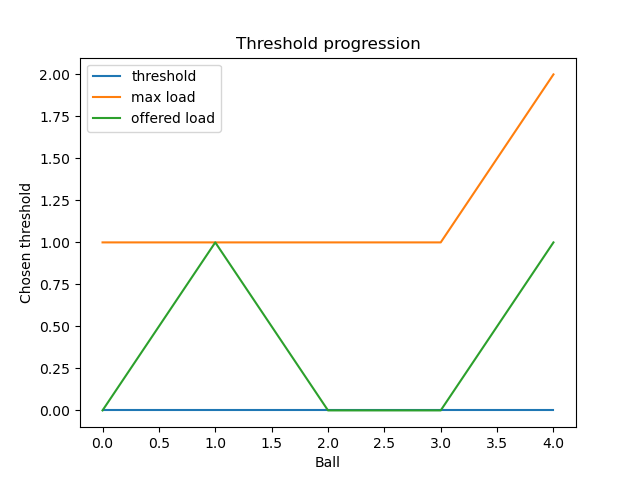 Threshold progression
threshold
max load
offered load
Chosen threshold
2.00
1.75
1.50
1.25
1.00
0.75
0.50
0.25
0.00
0.0 0.5 1.0 1.5 2.0 2.5 3.0 3.5 4.0
Ball